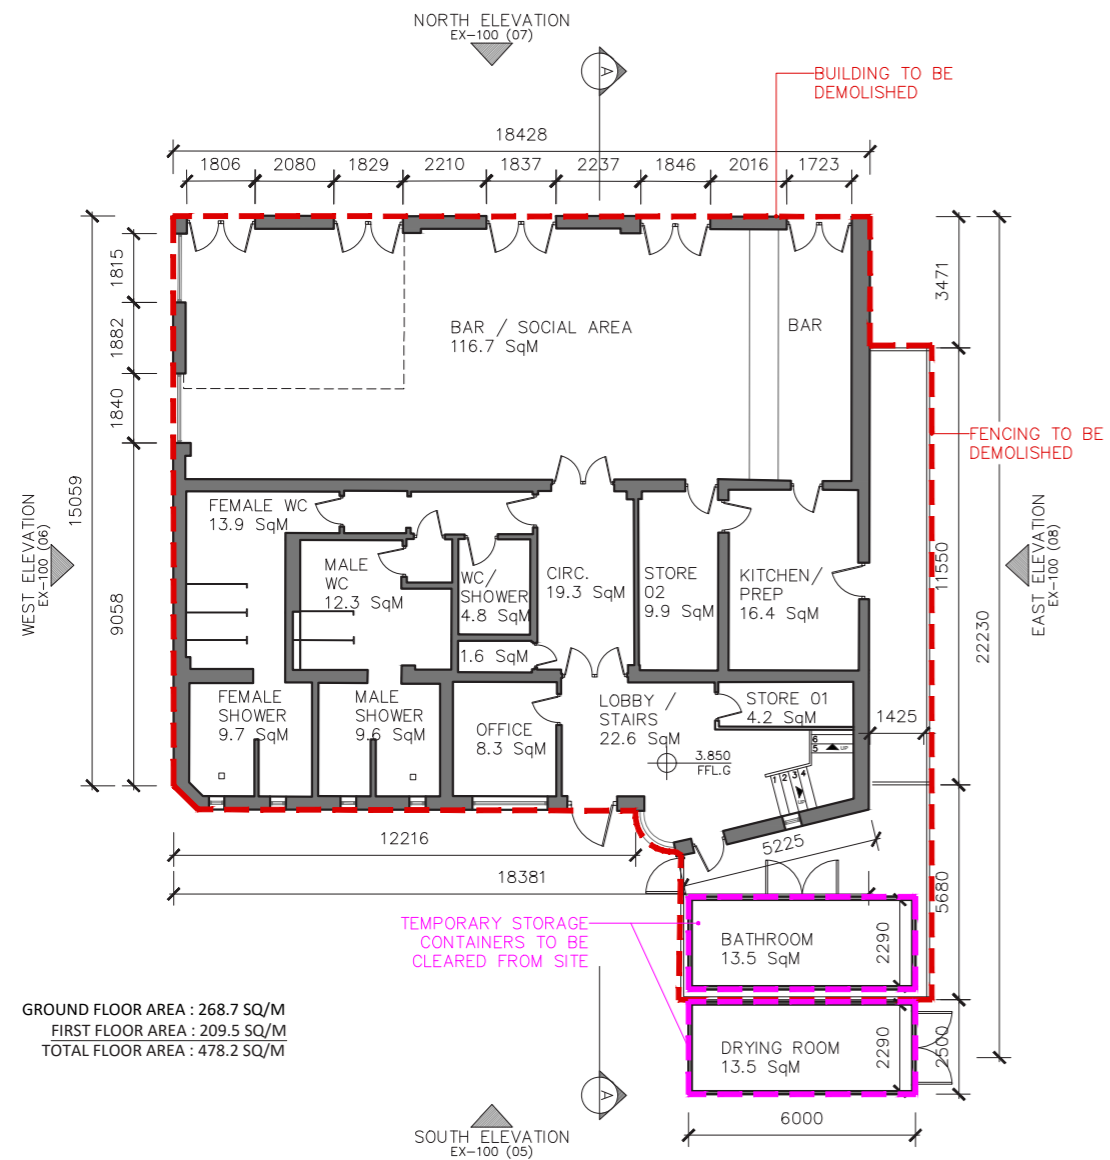 NORTH ELEVATION
EX-100 (07)
A
BUILDING TO BE
DEMOLISHED
18428
1806
2080
1829
2210
1837
2237
1846
2016
1723
1815
1882
1840
15059
9058
3471
11550
22230
5680
2500
BAR / SOCIAL AREA
116.7 SqM
BAR
FENCING TO BE
DEMOLISHED
WEST ELEVATION
EX-100 (06)
EAST ELEVATION
EX-100 (08)
FEMALE WC
13.9 SqM
MALE
WC
12.3 SqM
WC/
SHOWER
4.8 SqM
1.6 SqM
CIRC.
19.3 SqM
STORE
02
9.9 SqM
KITCHEN/
PREP
16.4 SqM
FEMALE
SHOWER
9.7 SqM
MALE
SHOWER
9.6 SqM
OFFICE
8.3 SqM
LOBBY /
STAIRS
22.6 SqM
STORE 01
4.2 SqM
3.850
FFL.G
6
5
UP
1
2
3
4
UP
1425
12216
5225
18381
TEMPORARY STORAGE
CONTAINERS TO BE
CLEARED FROM SITE
BATHROOM
13.5 SqM
2290
DRYING ROOM
13.5 SqM
2290
6000
GROUND FLOOR AREA : 268.7 SQ/M
FIRST FLOOR AREA : 209.5 SQ/M
TOTAL FLOOR AREA : 478.2 SQ/M
A
SOUTH ELEVATION
EX-100 (05)